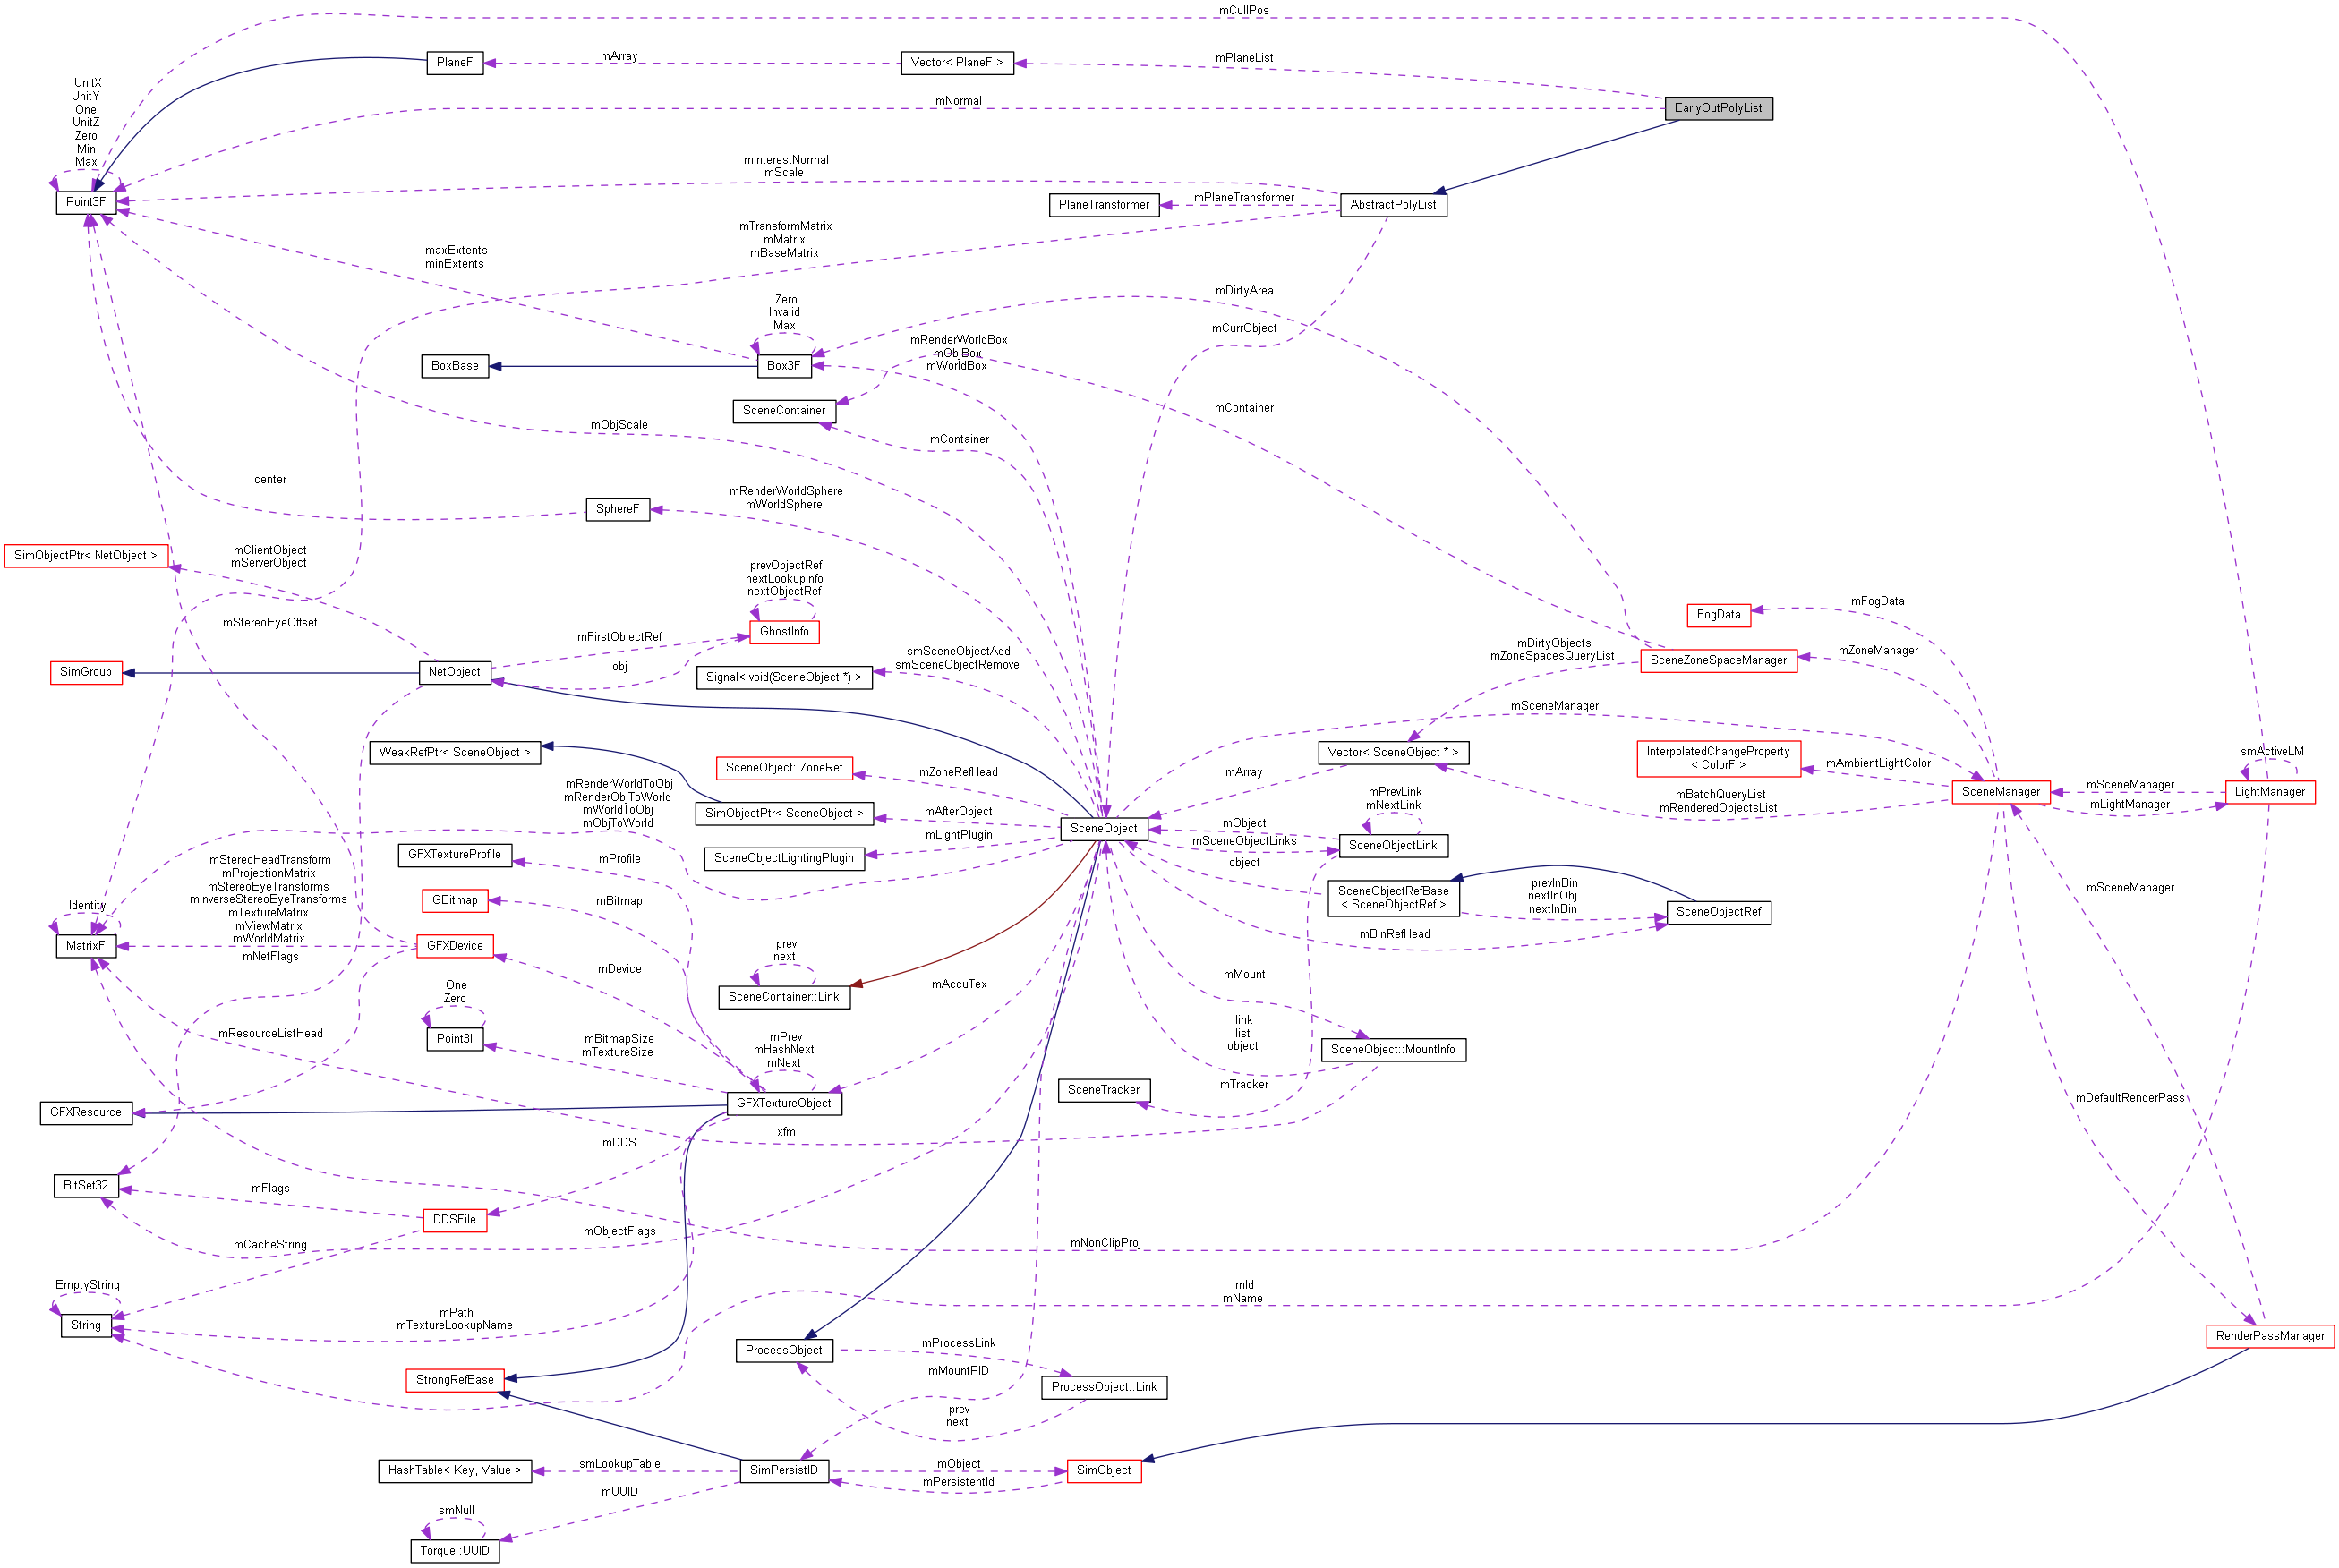 mCullPos
PlaneF
mArray
Vector< PlaneF >
mPlaneList
UnitX
UnitY
One
UnitZ
Zero
Min
Max
mNormal
EarlyOutPolyList
Point3F
mInterestNormal
mScale
PlaneTransformer
mPlaneTransformer
AbstractPolyList
maxExtents
minExtents
mTransformMatrix
mMatrix
mBaseMatrix
mDirtyArea
Zero
Invalid
Max
mCurrObject
BoxBase
Box3F
mRenderWorldBox
mObjBox
mWorldBox
SceneContainer
mContainer
mObjScale
mContainer
center
SphereF
mRenderWorldSphere
mWorldSphere
SimObjectPtr< NetObject >
mClientObject
mServerObject
prevObjectRef
nextLookupInfo
nextObjectRef
mStereoEyeOffset
mFirstObjectRef
GhostInfo
FogData
mFogData
SimGroup
NetObject
obj
smSceneObjectAdd
smSceneObjectRemove
Signal< void(SceneObject *) >
mDirtyObjects
mZoneSpacesQueryList
SceneZoneSpaceManager
mZoneManager
mSceneManager
WeakRefPtr< SceneObject >
SceneObject::ZoneRef
mZoneRefHead
mArray
Vector< SceneObject * >
InterpolatedChangeProperty
< ColorF >
mAmbientLightColor
smActiveLM
mRenderWorldToObj
mRenderObjToWorld
mWorldToObj
mObjToWorld
SimObjectPtr< SceneObject >
mAfterObject
mPrevLink
mNextLink
mBatchQueryList
mRenderedObjectsList
SceneManager
mSceneManager
mLightManager
LightManager
SceneObject
mObject
mSceneObjectLinks
SceneObjectLink
GFXTextureProfile
mProfile
SceneObjectLightingPlugin
mLightPlugin
object
mStereoHeadTransform
mProjectionMatrix
mStereoEyeTransforms
mInverseStereoEyeTransforms
mTextureMatrix
mViewMatrix
mWorldMatrix
GBitmap
mBitmap
SceneObjectRefBase
< SceneObjectRef >
prevInBin
nextInObj
nextInBin
SceneObjectRef
mSceneManager
Identity
MatrixF
GFXDevice
mNetFlags
mBinRefHead
prev
next
mDevice
SceneContainer::Link
mAccuTex
mMount
One
Zero
mResourceListHead
Point3I
mBitmapSize
mTextureSize
mPrev
mHashNext
mNext
link
list
object
SceneObject::MountInfo
SceneTracker
mTracker
mDefaultRenderPass
GFXResource
GFXTextureObject
xfm
mDDS
BitSet32
mFlags
DDSFile
mCacheString
mObjectFlags
mNonClipProj
EmptyString
String
mPath
mTextureLookupName
mId
mName
ProcessObject
mProcessLink
RenderPassManager
StrongRefBase
mMountPID
ProcessObject::Link
prev
next
HashTable< Key, Value >
smLookupTable
SimPersistID
mObject
mPersistentId
SimObject
mUUID
smNull
Torque::UUID